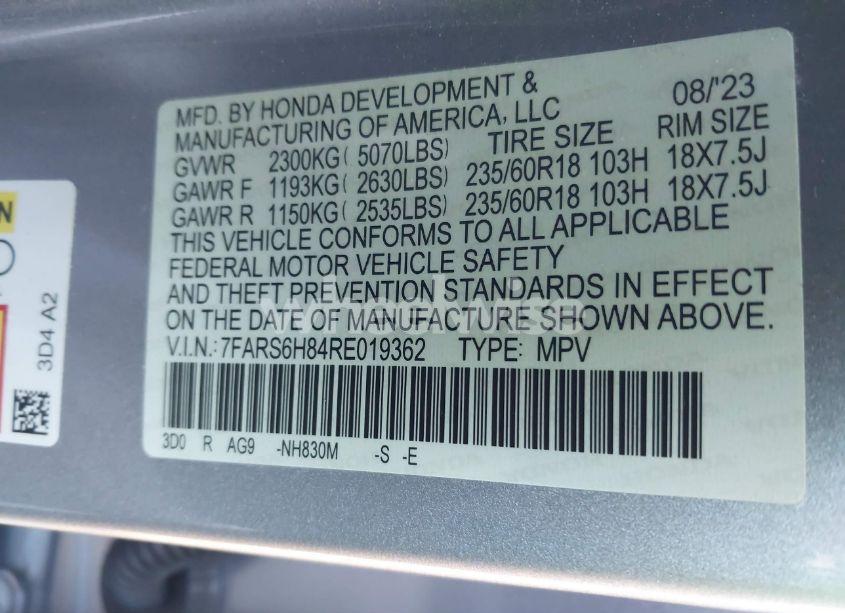 MFD. BY HONDA DEVELOPMENT & 08/'23
MANUFACTURING OF AMERICA, LLC
TIRE SIZE RIM SIZE
GVWR 2300KG( 5070LBS)
GAWR F 1193KG( 2630LBS) 235/60R18 103H 18X7.5J
GAWR R 1150KG( 2535LBS) 235/60R18 103H 18X7.5J
THIS VEHICLE CONFORMS TO ALL APPLICABLE
FEDERAL MOTOR VEHICLE SAFETY
AND THEFT PREVENTION STANDARDS IN EFFECT
ON THE DATE OF MANUFACTURE SHOWN ABOVE.
V.I.N.: 7FARS6H84RE019362 TYPE: MPV
3D0 R AG9 -NH830M -S -E
3D4 A2